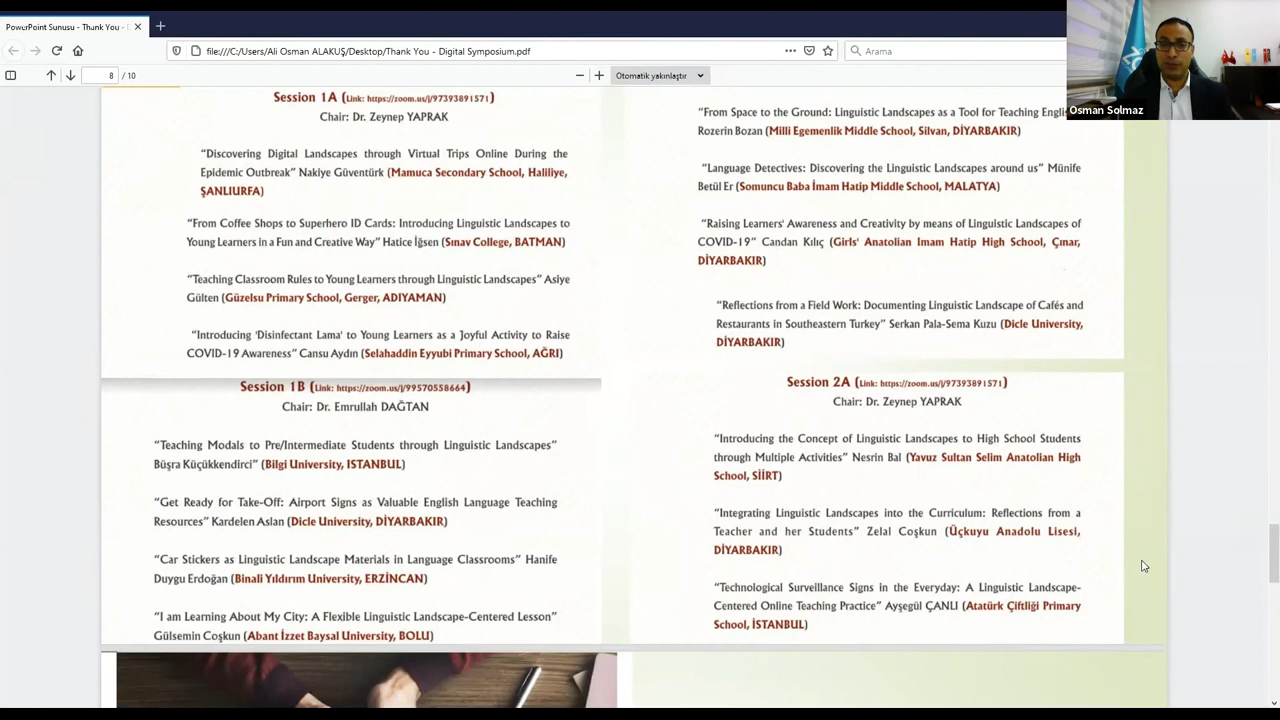 PowerPoint Sunusu - Thank You -
file:///C:/Users/Ali Osman ALAKUŞ/Desktop/Thank You - Digital Symposium.pdf
Arama
8 / 10
Otomatik yakınlaştır
Osman Solmaz
Session 1A (Link: https://zoom.us/j/97393891571)
Chair: Dr. Zeynep YAPRAK
“Discovering Digital Landscapes through Virtual Trips Online During the
Epidemic Outbreak” Nakiye Güventürk (Mamuca Secondary School, Haliliye,
ŞANLIURFA)
“From Coffee Shops to Superhero ID Cards: Introducing Linguistic Landscapes to
Young Learners in a Fun and Creative Way” Hatice İğsen (Sınav College, BATMAN)
“Teaching Classroom Rules to Young Learners through Linguistic Landscapes” Asiye
Gülten (Güzelsu Primary School, Gerger, ADIYAMAN)
“Introducing 'Disinfectant Lama' to Young Learners as a Joyful Activity to Raise
COVID-19 Awareness” Cansu Aydın (Selahaddin Eyyubi Primary School, AĞRI)
Session 1B (Link: https://zoom.us/j/99570558664)
Chair: Dr. Emrullah DAĞTAN
“Teaching Modals to Pre/Intermediate Students through Linguistic Landscapes”
Büşra Küçükkendirci” (Bilgi University, ISTANBUL)
“Get Ready for Take-Off: Airport Signs as Valuable English Language Teaching
Resources” Kardelen Aslan (Dicle University, DİYARBAKIR)
“Car Stickers as Linguistic Landscape Materials in Language Classrooms” Hanife
Duygu Erdoğan (Binali Yıldırım University, ERZİNCAN)
“I am Learning About My City: A Flexible Linguistic Landscape-Centered Lesson”
Gülsemin Coşkun (Abant İzzet Baysal University, BOLU)
“From Space to the Ground: Linguistic Landscapes as a Tool for Teaching
Rozerin Bozan (Milli Egemenlik Middle School, Silvan, DİYARBAKIR)
“Language Detectives: Discovering the Linguistic Landscapes around us” Münife
Betül Er (Somuncu Baba İmam Hatip Middle School, MALATYA)
“Raising Learners' Awareness and Creativity by means of Linguistic Landscapes of
COVID-19” Candan Kılıç (Girls' Anatolian Imam Hatip High School, Çınar,
DİYARBAKIR)
“Reflections from a Field Work: Documenting Linguistic Landscape of Cafés and
Restaurants in Southeastern Turkey” Serkan Pala-Sema Kuzu (Dicle University,
DİYARBAKIR)
Session 2A (Link: https://zoom.us/j/97393891571)
Chair: Dr. Zeynep YAPRAK
“Introducing the Concept of Linguistic Landscapes to High School Students
through Multiple Activities” Nesrin Bal (Yavuz Sultan Selim Anatolian High
School, SİİRT)
“Integrating Linguistic Landscapes into the Curriculum: Reflections from a
Teacher and her Students” Zelal Coşkun (Üçkuyu Anadolu Lisesi,
DİYARBAKIR)
“Technological Surveillance Signs in the Everyday: A Linguistic Landscape-
Centered Online Teaching Practice” Ayşegül ÇANLI (Atatürk Çiftliği Primary
School, İSTANBUL)